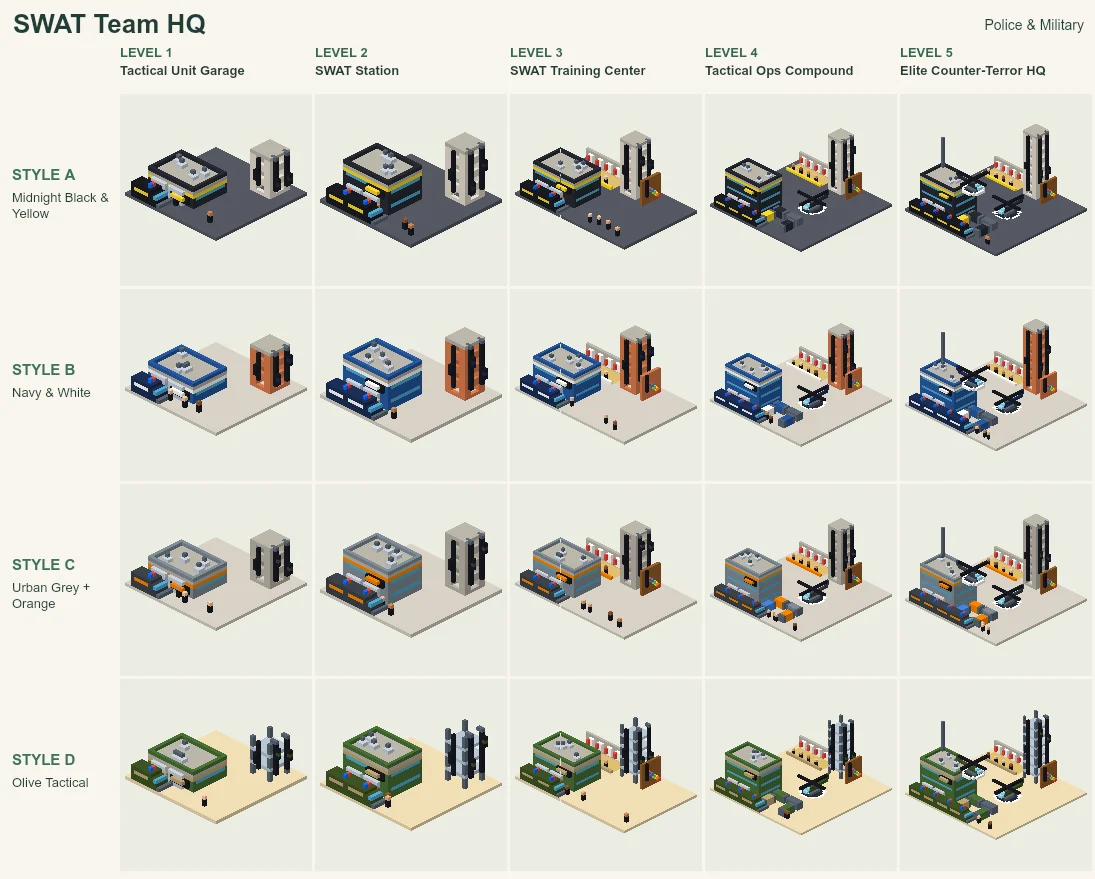 SWAT Team HQ
Police & Military
LEVEL 1
Tactical Unit Garage
LEVEL 2
SWAT Station
LEVEL 3
SWAT Training Center
LEVEL 4
Tactical Ops Compound
LEVEL 5
Elite Counter-Terror HQ
STYLE A
Midnight Black &
Yellow
STYLE B
Navy & White
STYLE C
Urban Grey +
Orange
STYLE D
Olive Tactical